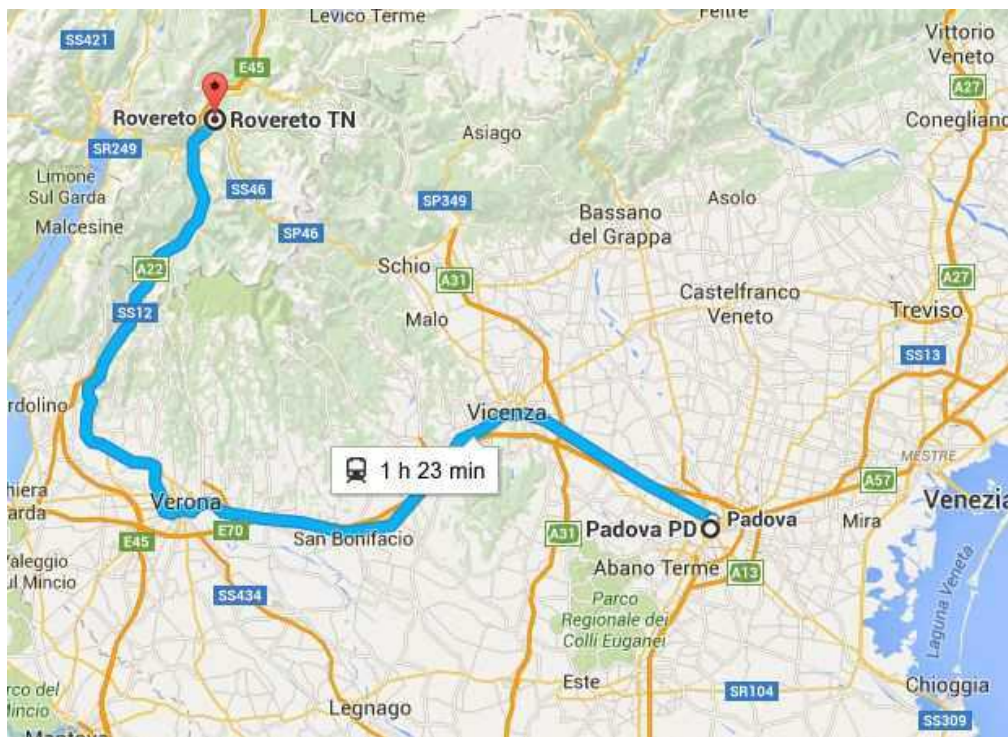 Levico Terme
Feltre
SS421
Vittorio
Veneto
E45
A27
Rovereto
Rovereto TN
Conegliano
Asiago
SR249
Limone
Sul Garda
SS46
SP349
Asolo
Malcesine
SP46
Bassano
del Grappa
A22
Schio
A31
A27
Castelfranco
Veneto
SS12
Malo
Treviso
SS13
rdolino
Vicenza
MESTRE
1 h 23 min
A57
Venezia
hiera
arda
Verona
E70
San Bonifacio
Padova PD
Padova
Mira
E45
A31
Valeggio
ul Mincio
Abano Terme
A13
SS434
Parco
Regionale dei
Colli Euganei
Laguna Veneta
Este
SR104
Chioggia
rco del
Mincio
Legnago
SS309